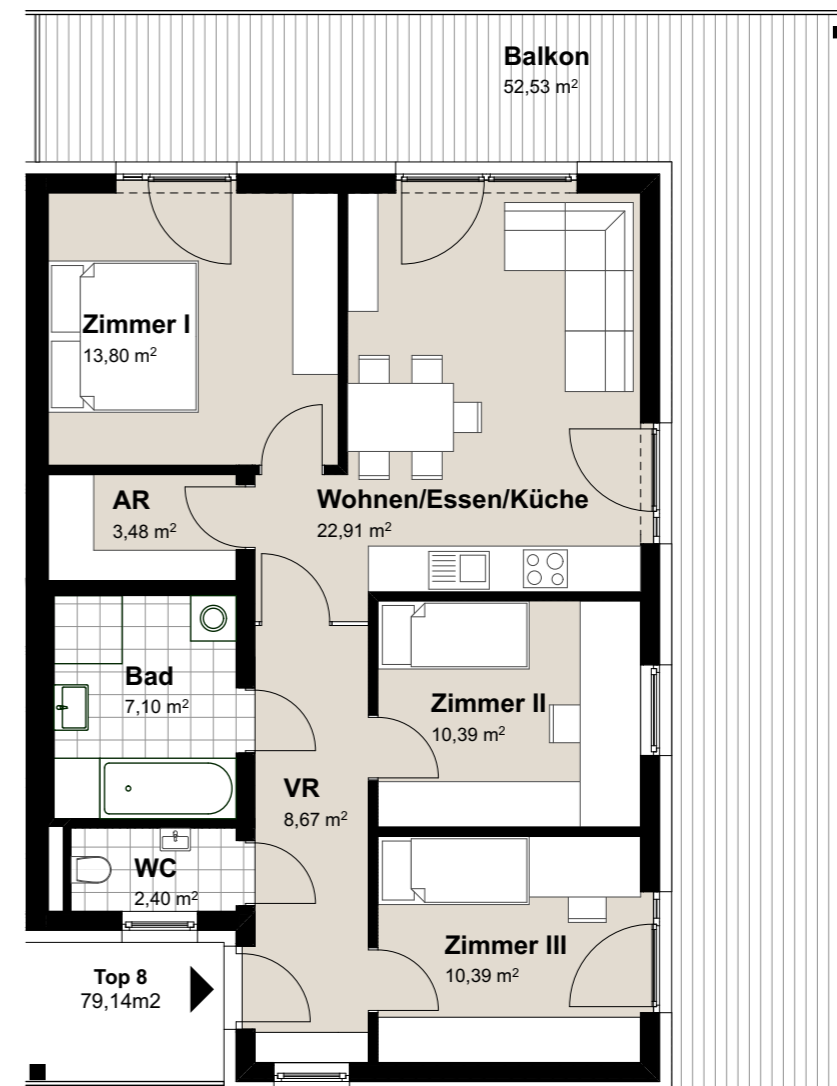 Balkon
52,53 m²
Zimmer I
13,80 m²
AR
3,48 m²
Wohnen/Essen/Küche
22,91 m²
Bad
7,10 m²
Zimmer II
10,39 m²
VR
8,67 m²
WC
2,40 m²
Zimmer III
10,39 m²
Top 8
79,14m2